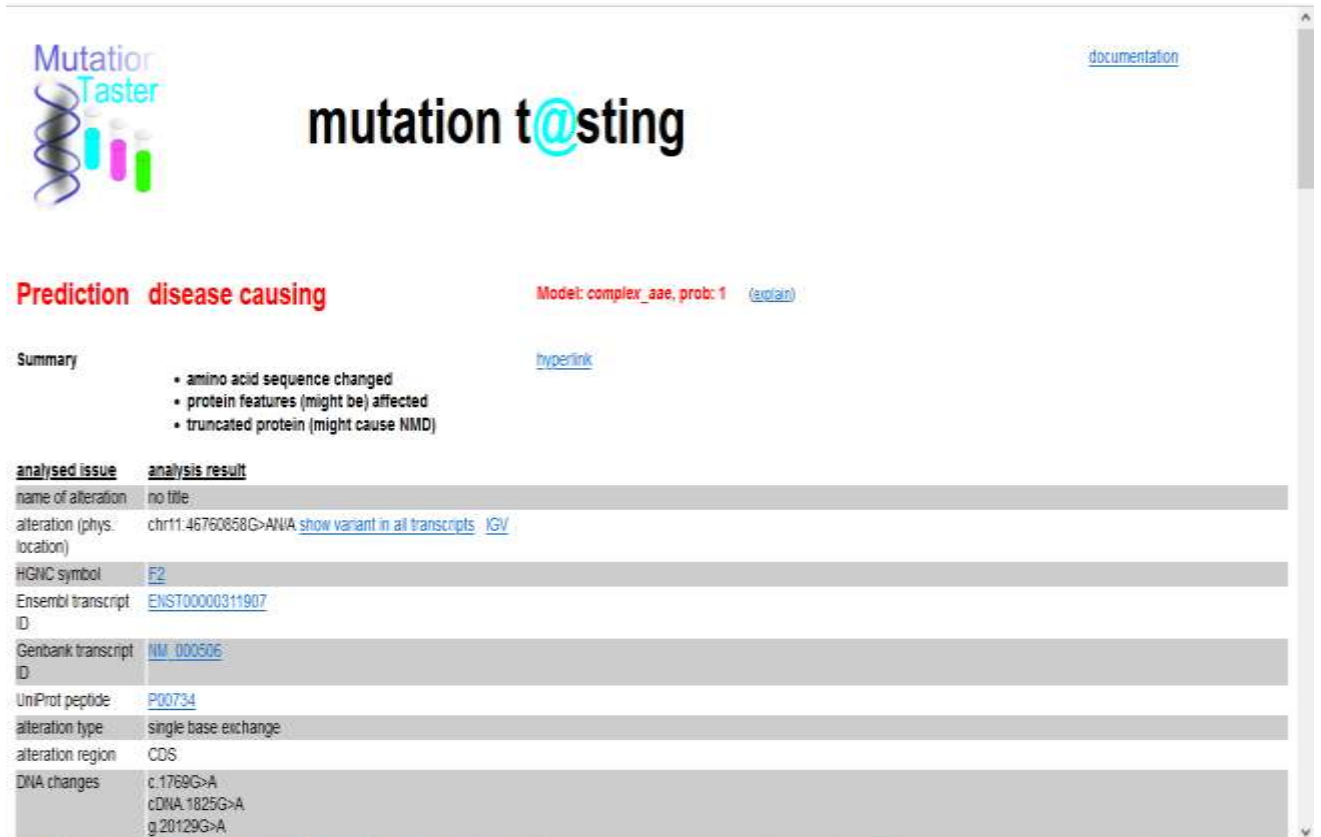 Mutation
Taster
documentation
mutation t@sting
Prediction disease causing Model: complex_aae, prob: 1 (explain)
Summary hyperlink
• amino acid sequence changed
• protein features (might be) affected
• truncated protein (might cause NMD)
analysed issue analysis result
name of alteration no title
alteration (phys. chr11:46760858G>AN/A show variant in all transcripts IGV
location)
HGNC symbol F2
Ensembl transcript ENST00000311907
ID
Genbank transcript NM_000506
ID
UniProt peptide P00734
alteration type single base exchange
alteration region CDS
DNA changes c.1769G>A
cDNA.1825G>A
g.20129G>A